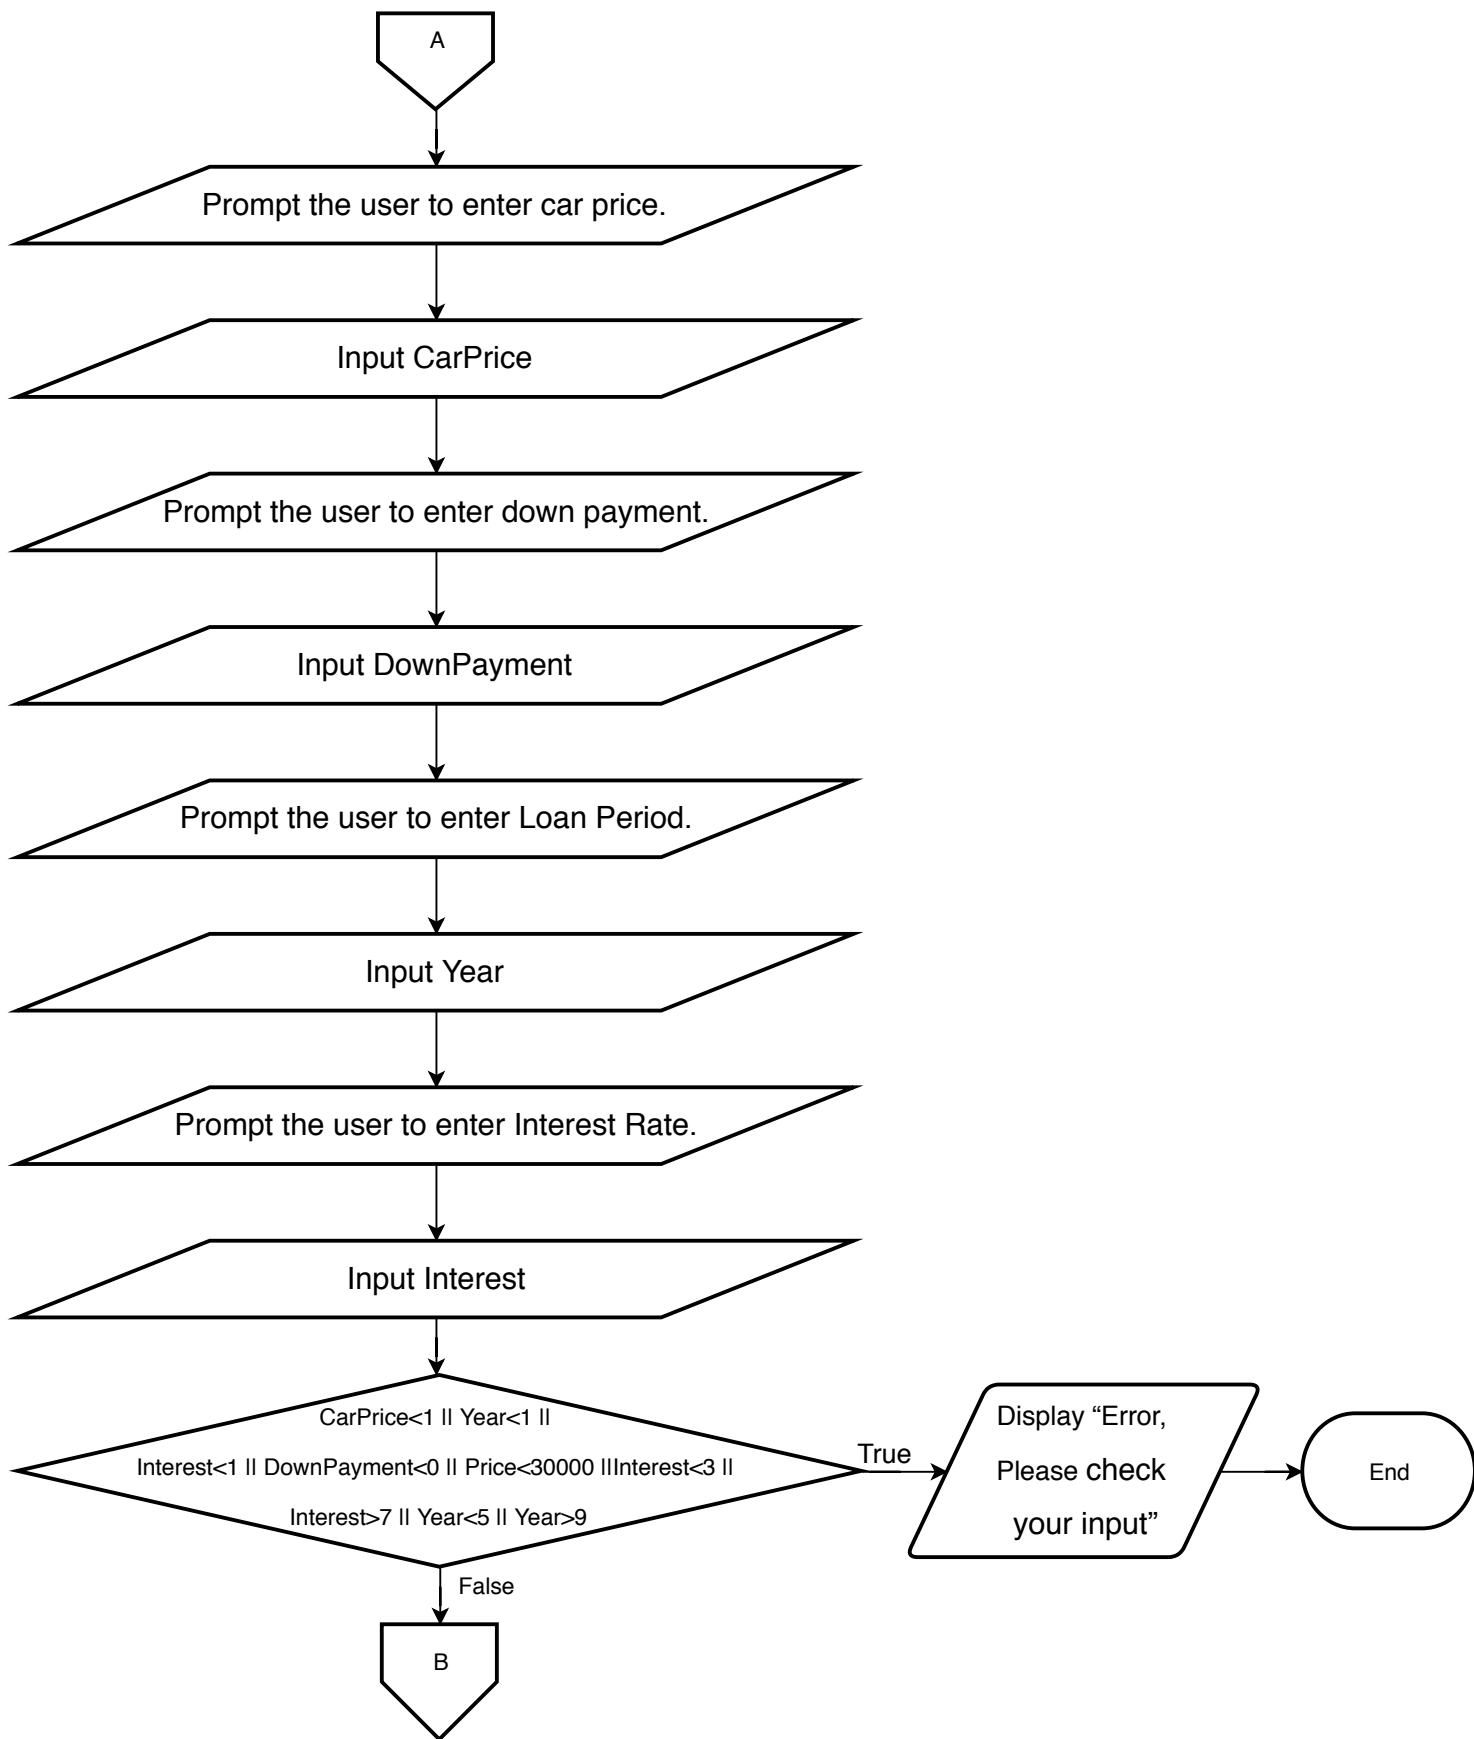 A
Prompt the user to enter car price.
Input CarPrice
Prompt the user to enter down payment.
Input DownPayment
Prompt the user to enter Loan Period.
Input Year
Prompt the user to enter Interest Rate.
Input Interest
CarPrice<1 || Year<1 ||
Interest<1 || DownPayment<0 || Price<30000 ||Interest<3 ||
Interest>7 || Year<5 || Year>9
True
Display “Error,
Please check
your input”
End
False
B